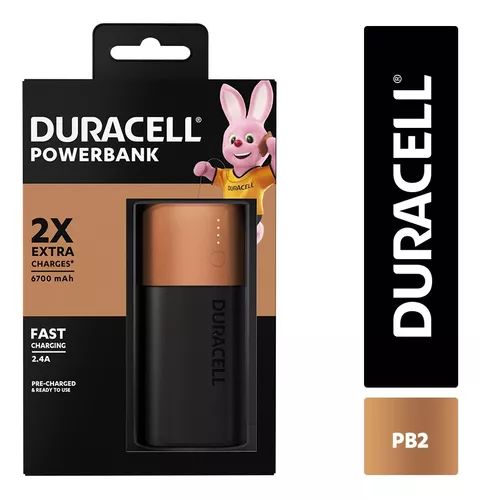 DURACELL®
POWERBANK
DURACELL
2X
EXTRA
CHARGES*
6700 mAh
FAST
CHARGING
2.4A
PRE-CHARGED
& READY TO USE
DURACELL
DURACELL®
PB2